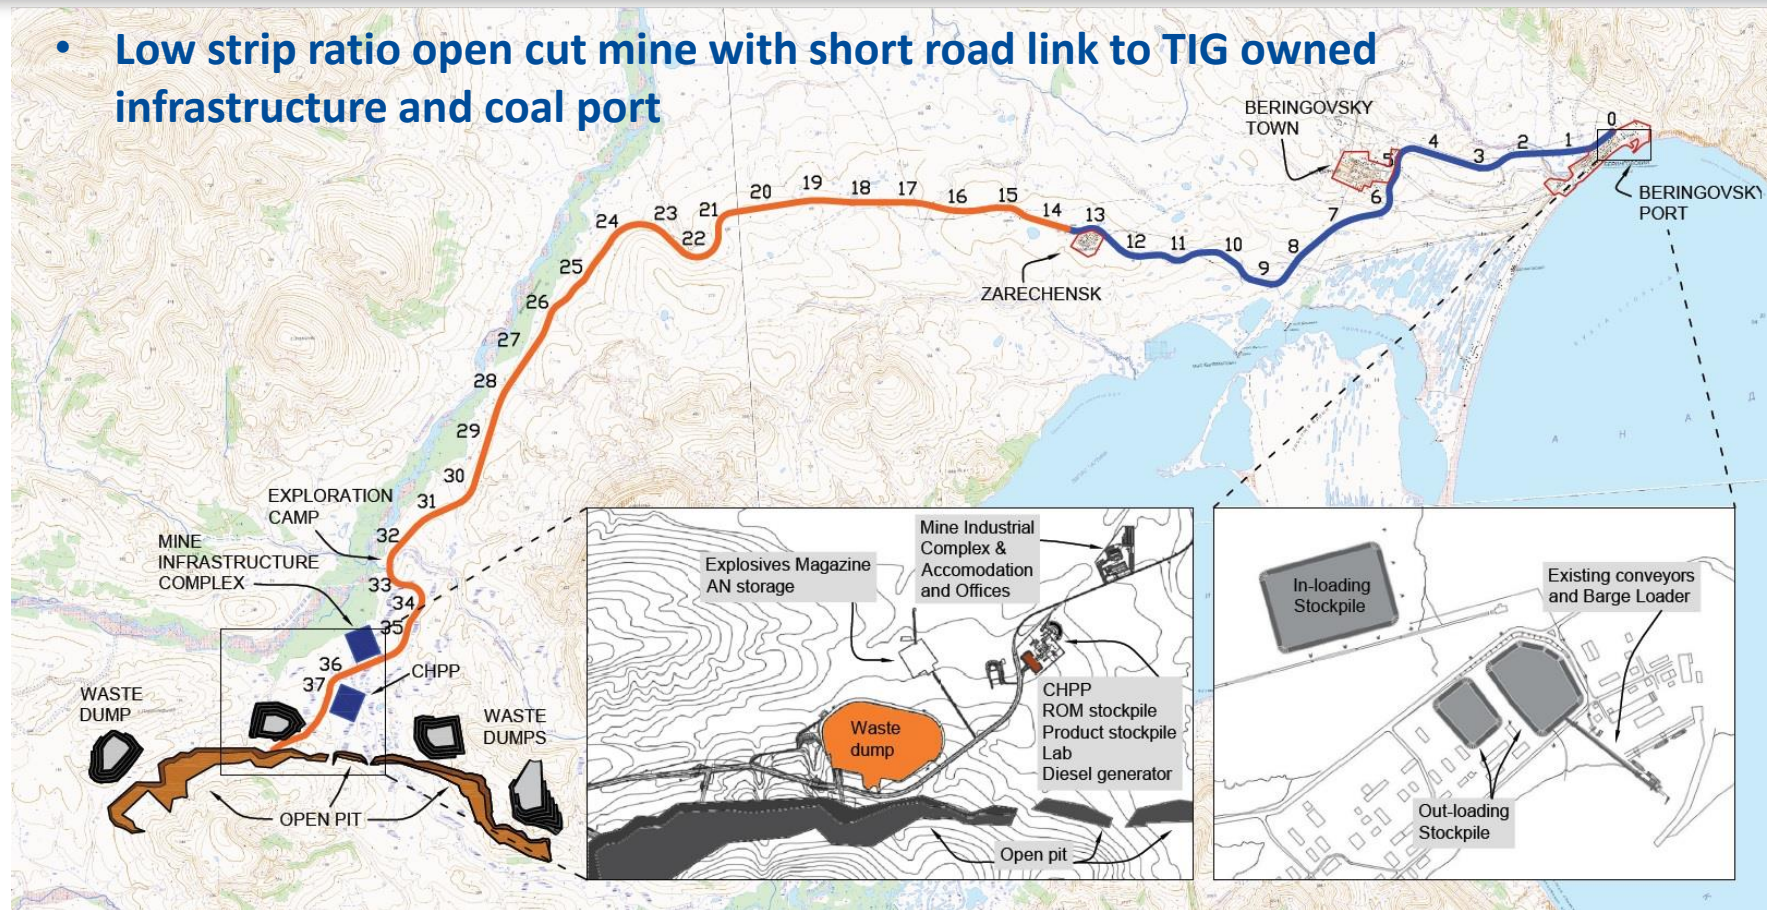 • Low strip ratio open cut mine with short road link to TIG owned
infrastructure and coal port
BERINGOVSKY
TOWN
BERINGOVSKY
PORT
ZARECHENSK
0
1
2
3
4
5
6
7
8
9
10
11
12
13
14
15
16
17
18
19
20
21
22
23
24
25
26
27
28
29
30
31
32
33
34
35
36
37
EXPLORATION
CAMP
MINE
INFRASTRUCTURE
COMPLEX
CHPP
WASTE
DUMP
WASTE
DUMPS
OPEN PIT
Explosives Magazine
AN storage
Mine Industrial
Complex &
Accomodation
and Offices
CHPP
ROM stockpile
Product stockpile
Lab
Diesel generator
Waste
dump
Open pit
In-loading
Stockpile
Existing conveyors
and Barge Loader
Out-loading
Stockpile